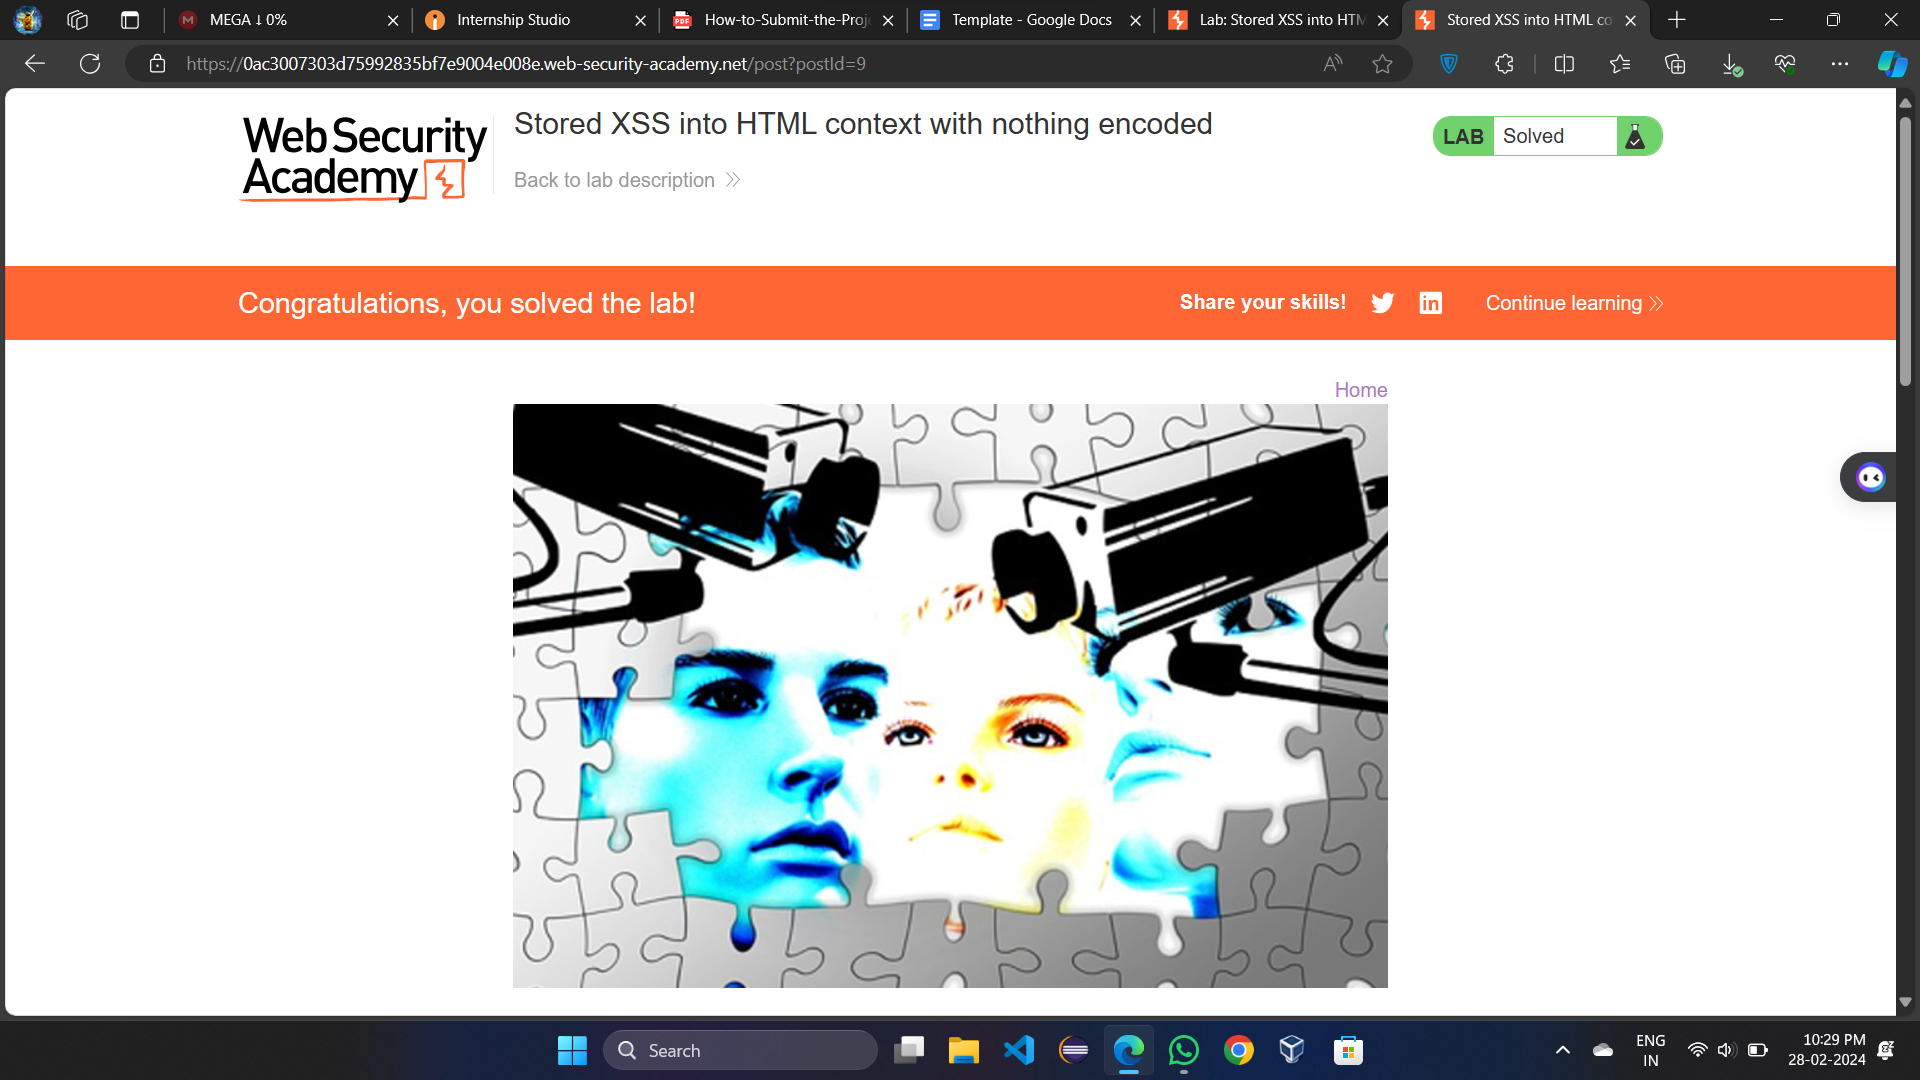 MEGA ⭣ 0%
Internship Studio
How-to-Submit-the-Proje
Template - Google Docs
Lab: Stored XSS into HTM
Stored XSS into HTML co
https://0ac3007303d75992835bf7e9004e008e.web-security-academy.net/post?postId=9
Web Security
Academy
Stored XSS into HTML context with nothing encoded
Back to lab description
LAB Solved
Congratulations, you solved the lab!
Share your skills!
Continue learning
Home
Search
ENG
IN
10:29 PM
28-02-2024